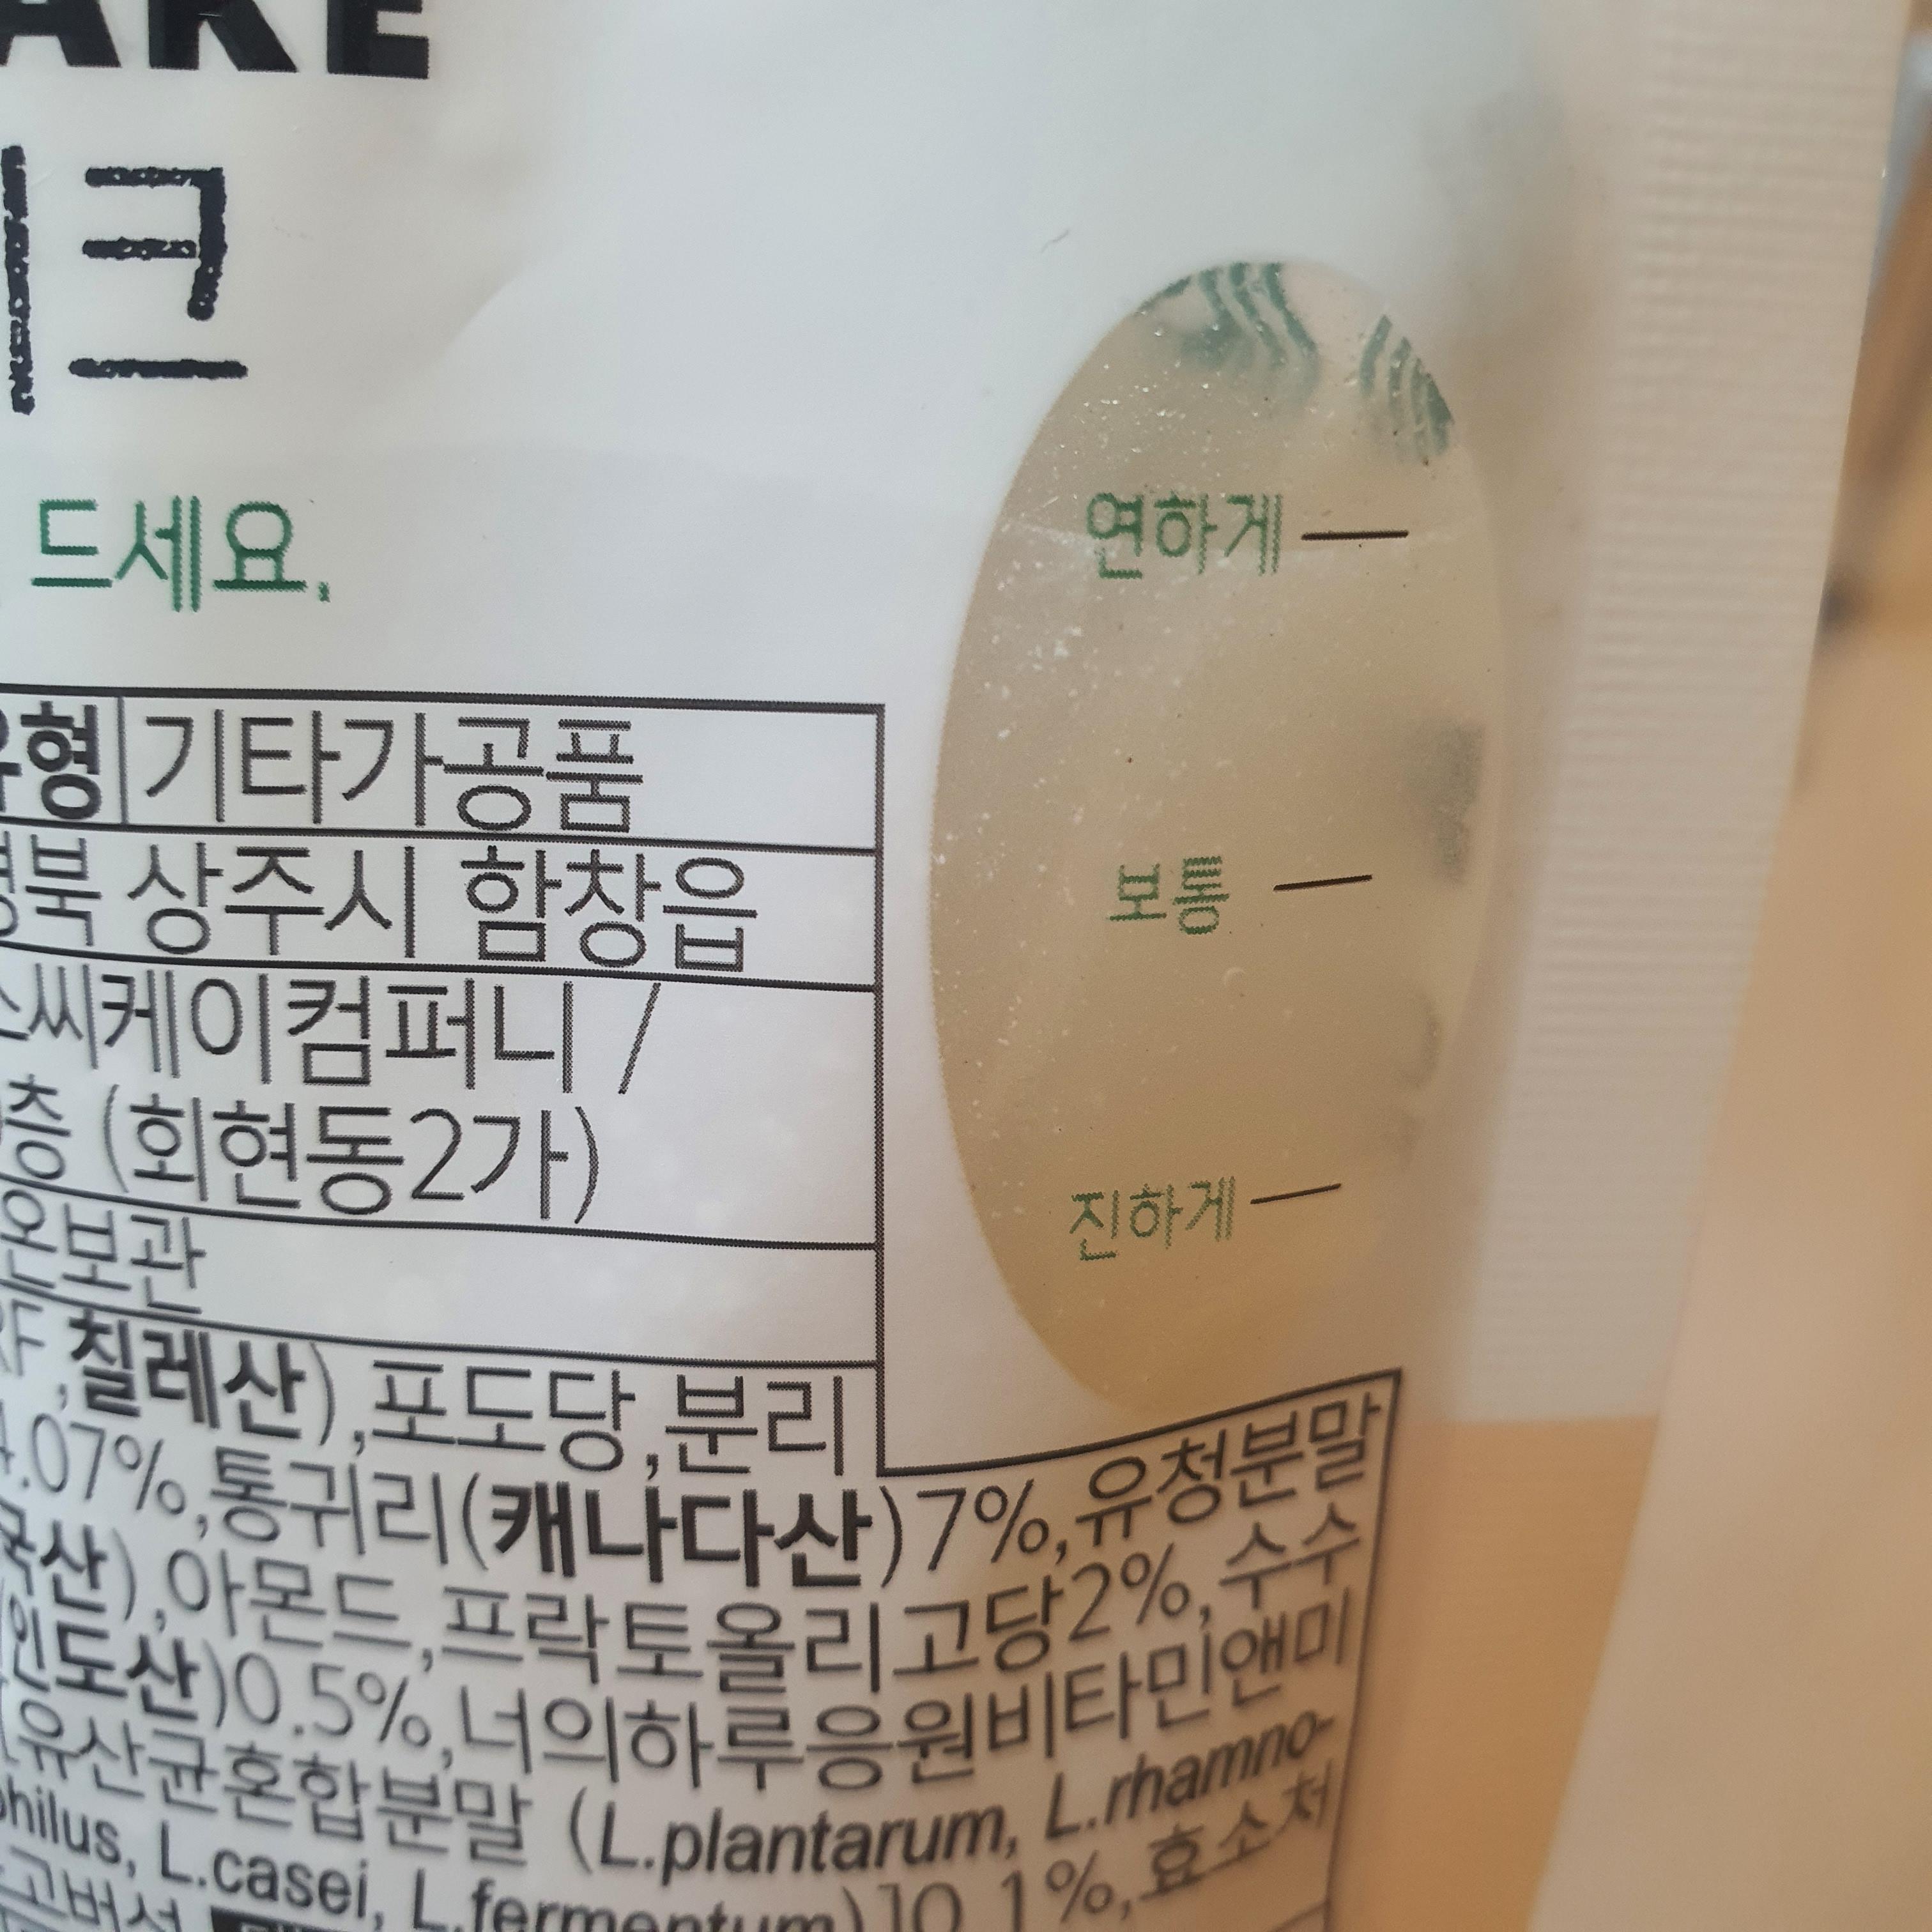 AKE
크
드세요.
연하게
보통
진하게
유형 기타가공품
경북 상주시 함창읍
씨케이컴퍼니 /
층 (회현동2가)
온보관
,칠레산),포도당,분리
.07%,통귀리(캐나다산)7%,유청분말
산),아몬드,프락토올리고당2%,수수
인도산)0.5%,너의하루응원비타민앤미
유산균혼합분말 (L.plantarum, L.rhamno-
philus, L.casei, L.fermentum)]0.1%,효소처